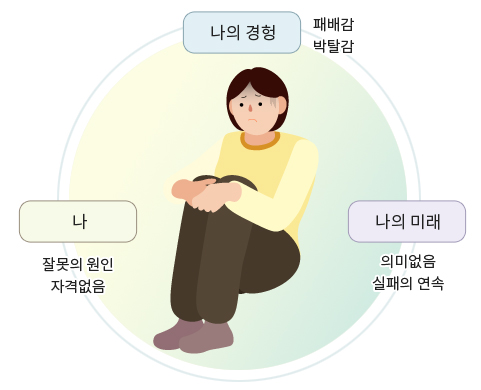 나의 경험
패배감
박탈감
나
잘못의 원인
자격없음
나의 미래
의미없음
실패의 연속